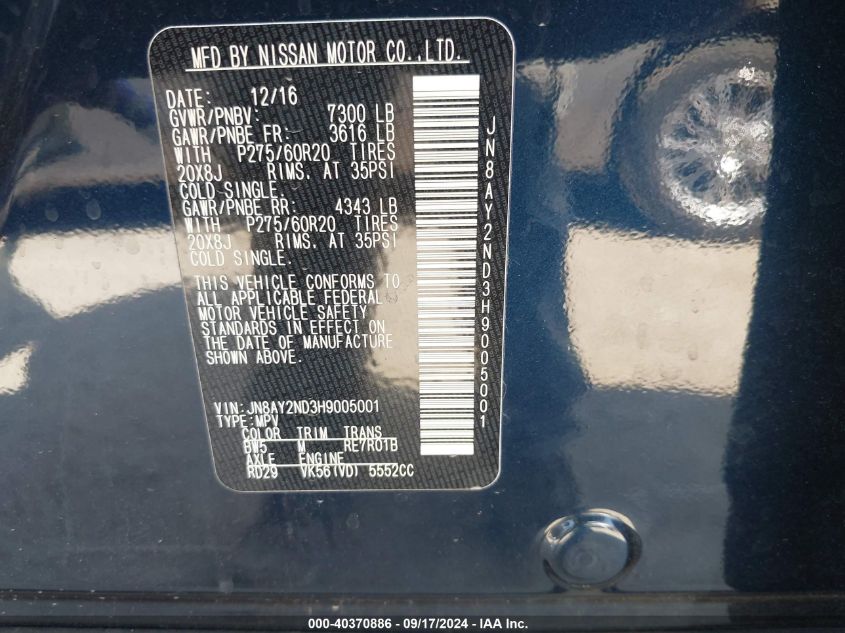 MFD BY NISSAN MOTOR CO.,LTD.
DATE: 12/16
GVWR/PNBV: 7300 LB
GAWR/PNBE FR: 3616 LB
WITH P275/60R20 TIRES
20X8J RIMS. AT 35PSI
COLD SINGLE.
GAWR/PNBE RR: 4343 LB
WITH P275/60R20 TIRES
20X8J RIMS. AT 35PSI
COLD SINGLE.
THIS VEHICLE CONFORMS TO
ALL APPLICABLE FEDERAL
MOTOR VEHICLE SAFETY
STANDARDS IN EFFECT ON
THE DATE OF MANUFACTURE
SHOWN ABOVE.
VIN:JN8AY2ND3H9005001
TYPE:MPV
COLOR TRIM TRANS
BW5 M RE7R01B
AXLE ENGINE
RD29 VK56(VD) 5552CC
JN8AY2ND3H9005001
000-40370886 - 09/17/2024 - IAA Inc.